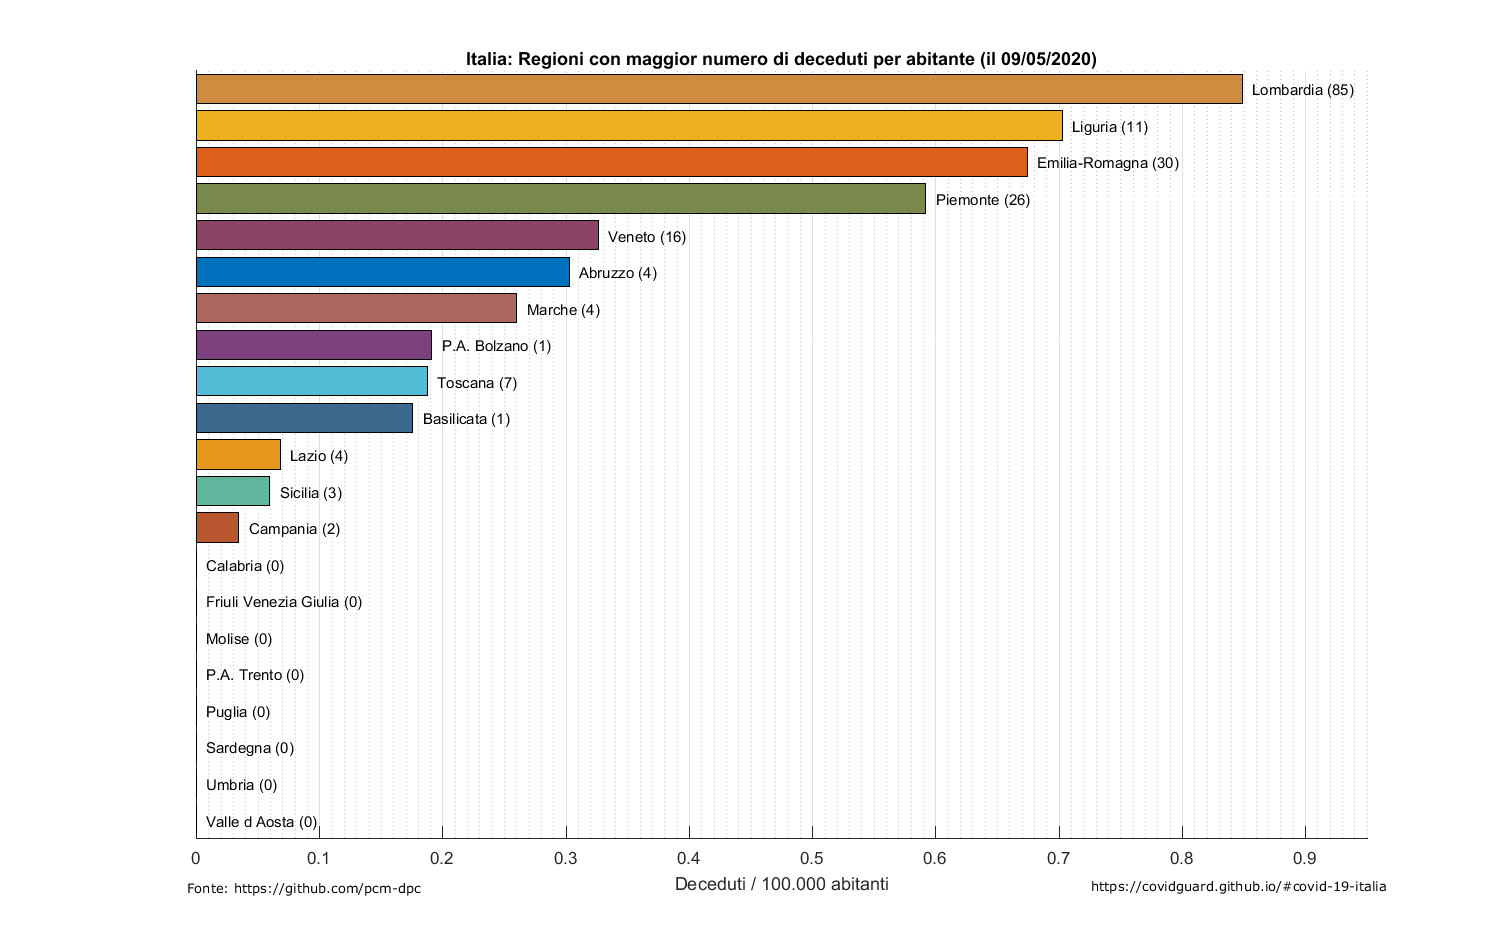 Italia: Regioni con maggior numero di deceduti per abitante (il 09/05/2020)
Lombardia (85)
Liguria (11)
Emilia-Romagna (30)
Piemonte (26)
Veneto (16)
Abruzzo (4)
Marche (4)
P.A. Bolzano (1)
Toscana (7)
Basilicata (1)
Lazio (4)
Sicilia (3)
Campania (2)
Calabria (0)
Friuli Venezia Giulia (0)
Molise (0)
P.A. Trento (0)
Puglia (0)
Sardegna (0)
Umbria (0)
Valle d Aosta (0)
0 0.1 0.2 0.3 0.4 0.5 0.6 0.7 0.8 0.9
Deceduti / 100.000 abitanti
Fonte: https://github.com/pcm-dpc
https://covidguard.github.io/#covid-19-italia